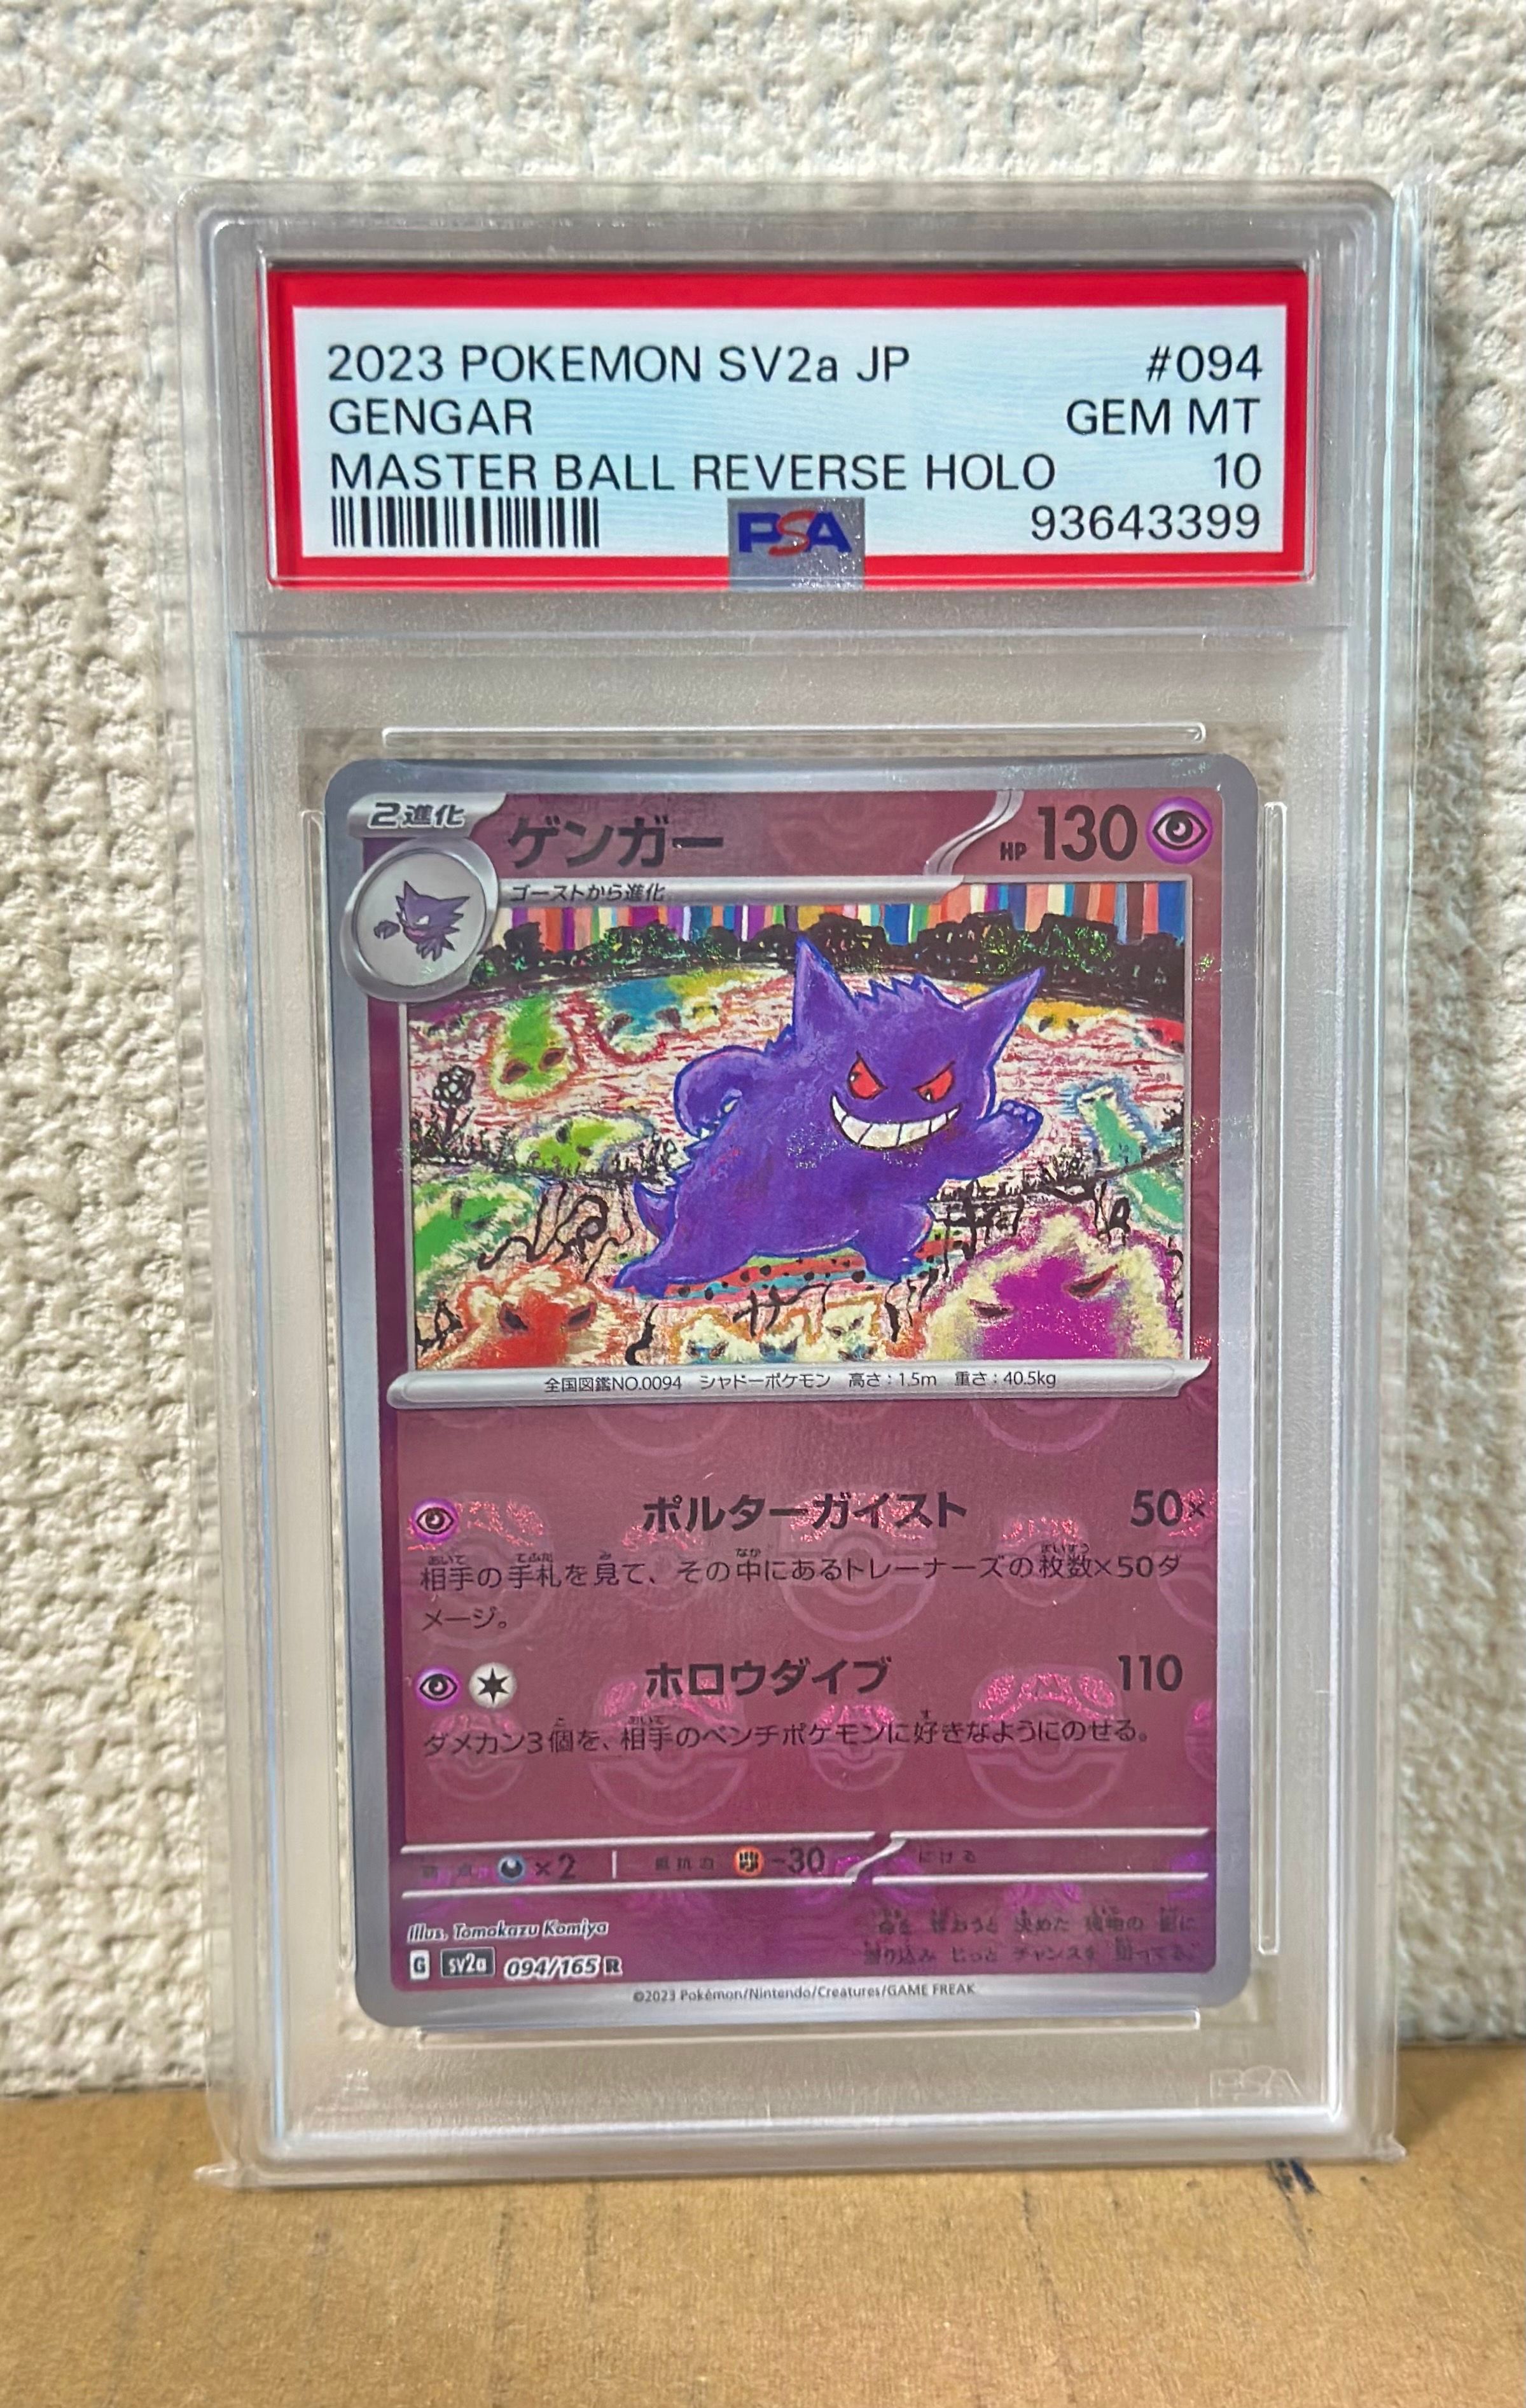 2023 POKEMON SV2a JP #094
GENGAR GEM MT
MASTER BALL REVERSE HOLO 10
PSA 93643399
2進化 ゲンガー HP 130
ゴーストから進化
全国図鑑NO.0094 シャドーポケモン 高さ:1.5m 重さ:40.5kg
ポルターガイスト 50×
相手の手札を見て、その中にあるトレーナーズの枚数×50ダ
メージ。
ホロウダイブ 110
ダメカン3個を、相手のベンチポケモンに好きなようにのせる。
×2 抵抗力 -30 にげる
Illus. Tomokazu Komiya
G sv2a 094/165 R
©2023 Pokémon/Nintendo/Creatures/GAME FREAK
PSA